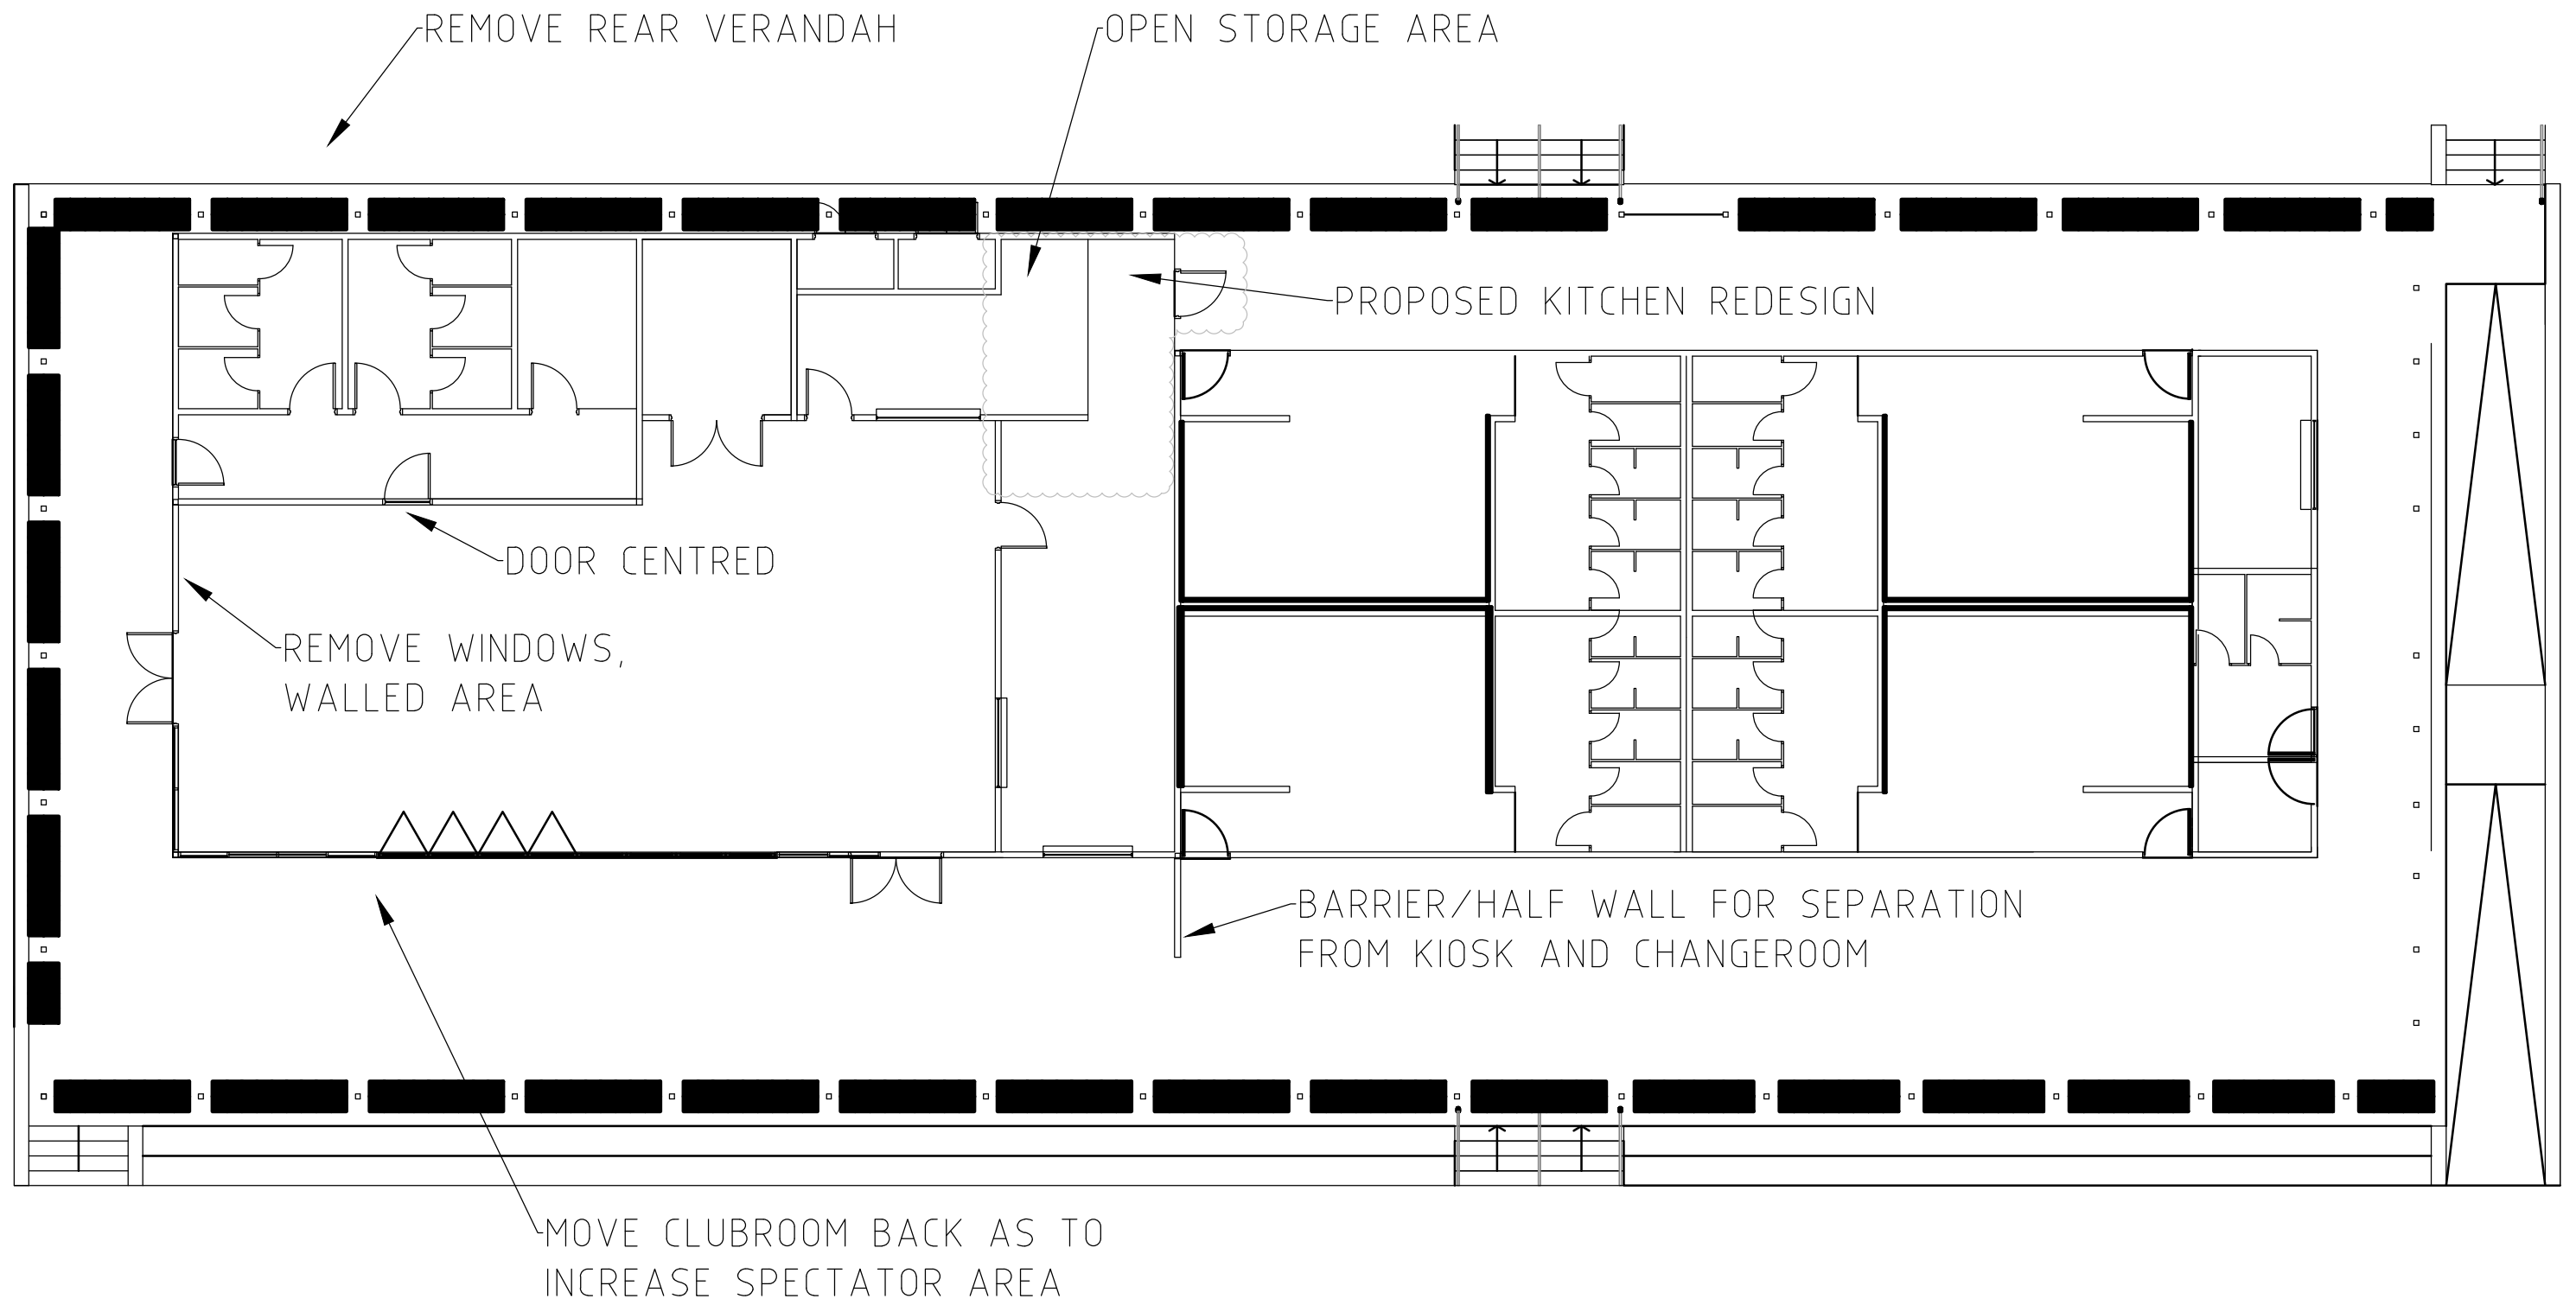 REMOVE REAR VERANDAH
OPEN STORAGE AREA
PROPOSED KITCHEN REDESIGN
DOOR CENTRED
REMOVE WINDOWS,
WALLED AREA
BARRIER/HALF WALL FOR SEPARATION
FROM KIOSK AND CHANGEROOM
MOVE CLUBROOM BACK AS TO
INCREASE SPECTATOR AREA